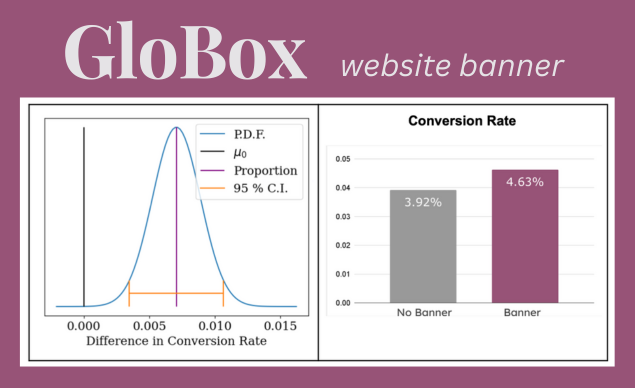 GloBox website banner
P.D.F.
μ0
Proportion
95 % C.I.
0.000 0.005 0.010 0.015
Difference in Conversion Rate
Conversion Rate
0.05
0.04
0.03
0.02
0.01
0.00
3.92%
4.63%
No Banner Banner